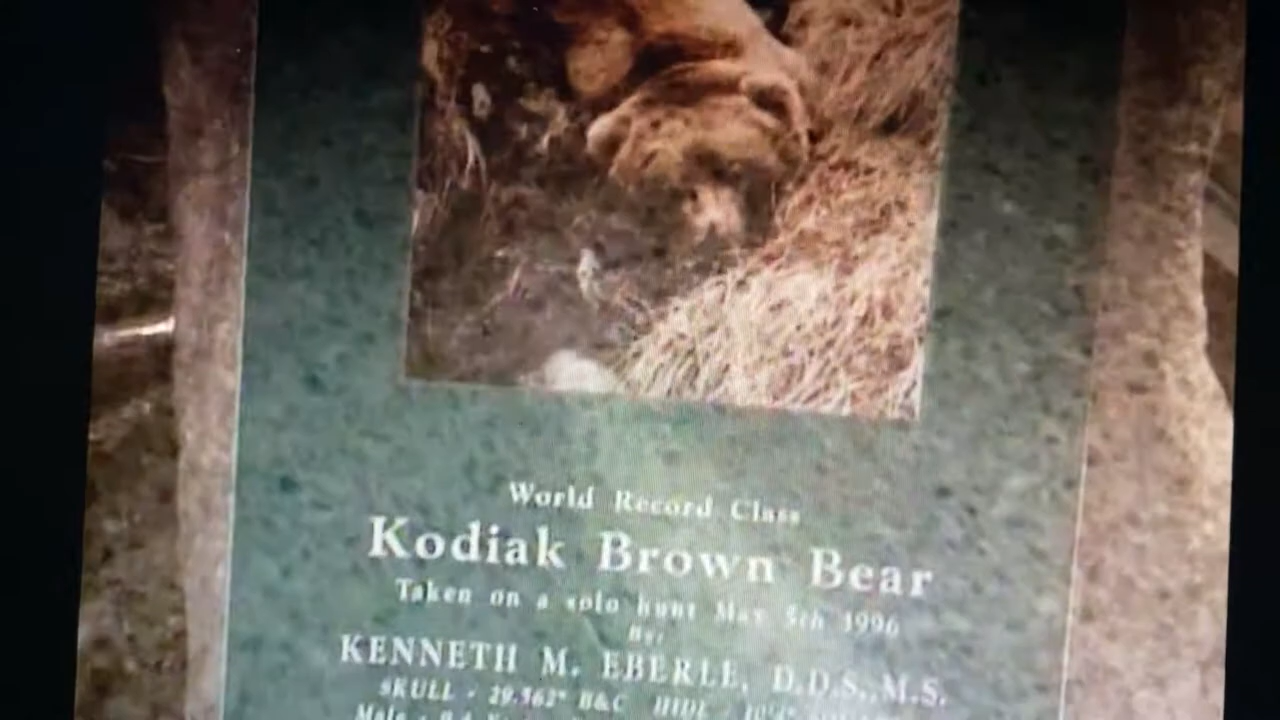 World Record Class
Kodiak Brown Bear
Taken on a solo hunt May 5th 1996
By:
KENNETH M. EBERLE, D.D.S., M.S.
SKULL - 29.562" B&C HIDE
Male